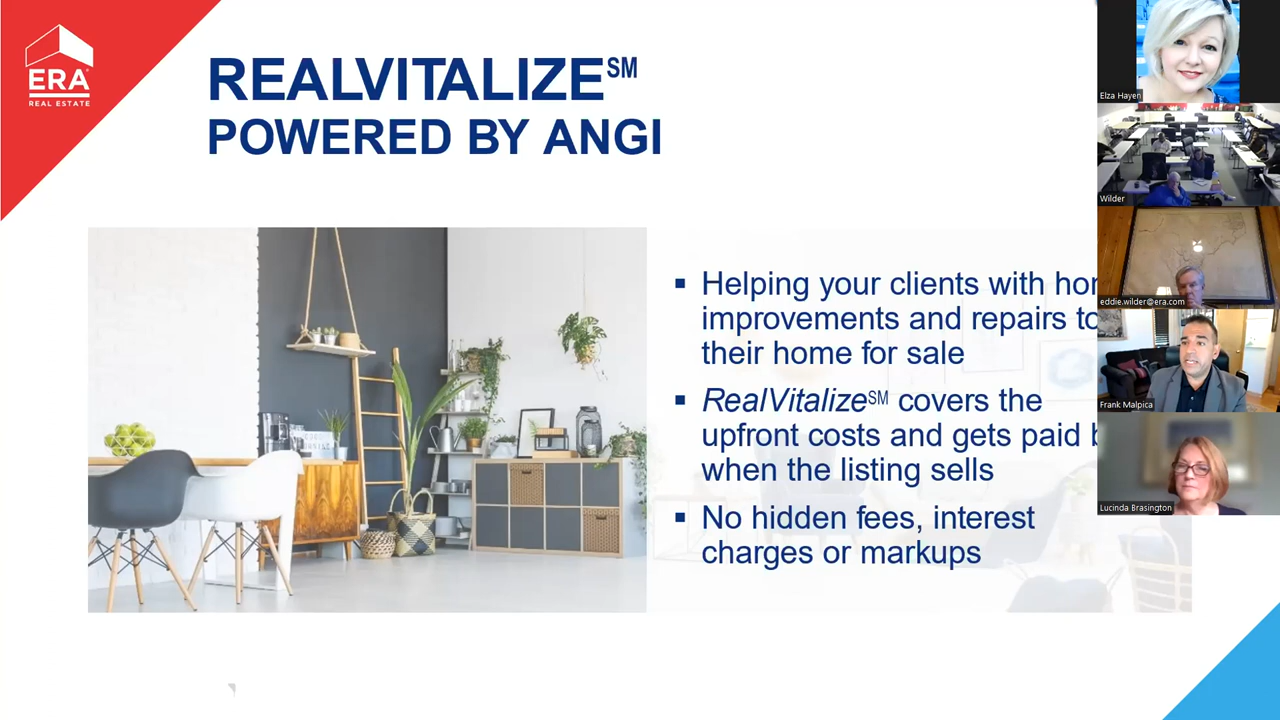 ERA
REAL ESTATE
REALVITALIZE℠
POWERED BY ANGI
▪ Helping your clients with
improvements and repairs
their home for sale
▪ RealVitalize℠ covers the
upfront costs and gets paid
when the listing sells
▪ No hidden fees, interest
charges or markups
Elza Hayen
Wilder
eddie.wilder@era.com
Frank Malpica
Lucinda Brasington